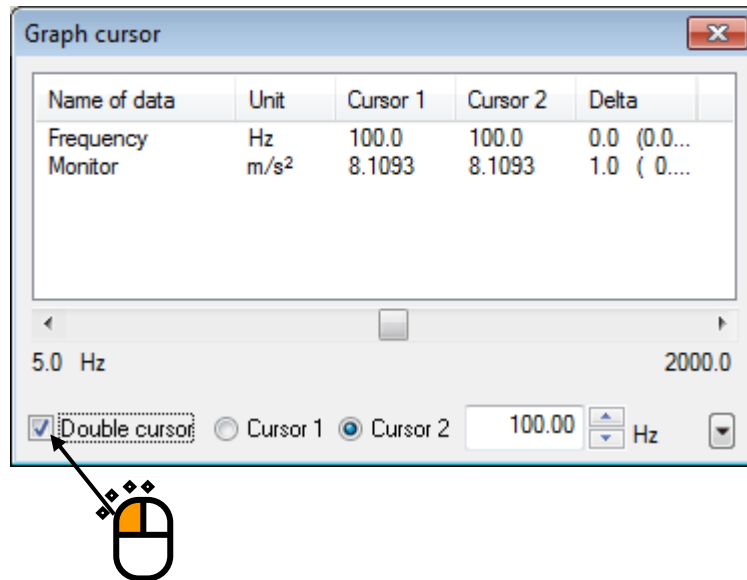 Graph cursor
Name of data Unit Cursor 1 Cursor 2 Delta
Frequency Hz 100.0 100.0 0.0 (0.0...
Monitor m/s² 8.1093 8.1093 1.0 ( 0....
5.0 Hz 2000.0
Double cursor Cursor 1 Cursor 2 100.00 Hz